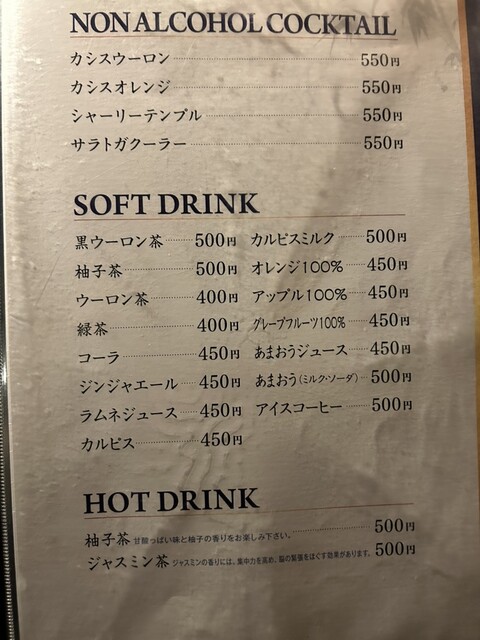 NON ALCOHOL COCKTAIL
カシスウーロン 550円
カシスオレンジ 550円
シャーリーテンプル 550円
サラトガクーラー 550円
SOFT DRINK
黒ウーロン茶 500円
柚子茶 500円
ウーロン茶 400円
緑茶 400円
コーラ 450円
ジンジャエール 450円
ラムネジュース 450円
カルピス 450円
カルピスミルク 500円
オレンジ100% 450円
アップル100% 450円
グレープフルーツ100% 450円
あまおうジュース 450円
あまおう(ミルク・ソーダ) 500円
アイスコーヒー 500円
HOT DRINK
柚子茶 甘酸っぱい味と柚子の香りをお楽しみ下さい。 500円
ジャスミン茶 ジャスミンの香りには、集中力を高め、脳の緊張をほぐす効果があります。 500円